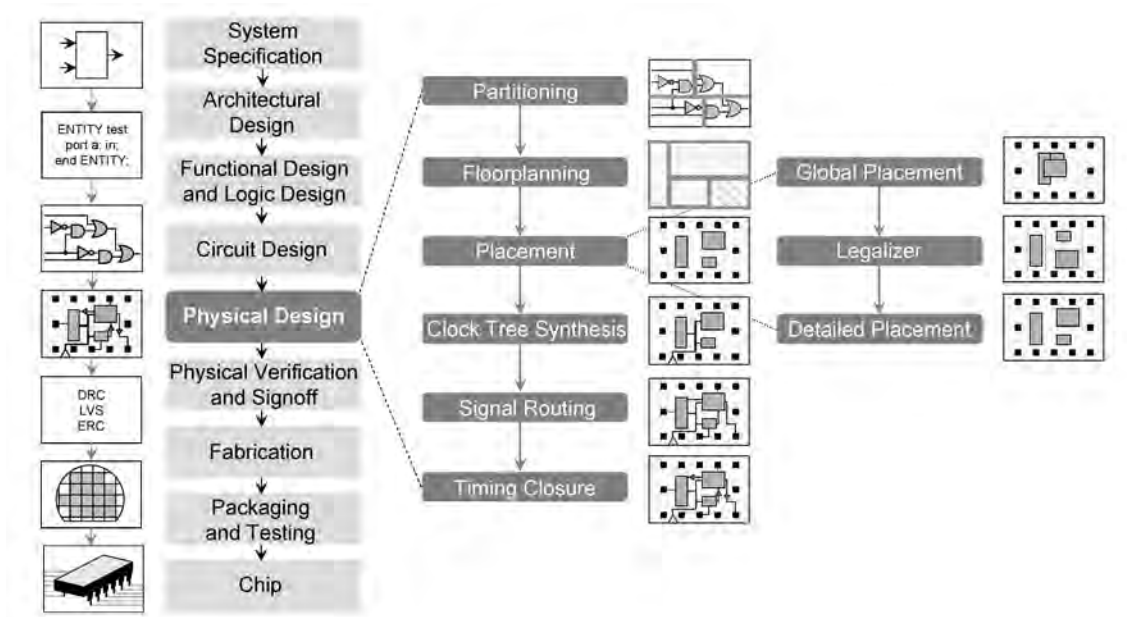 System
Specification
Architectural
Design
Functional Design
and Logic Design
Circuit Design
Physical Design
Physical Verification
and Signoff
Fabrication
Packaging
and Testing
Chip
ENTITY test
port a: in;
end ENTITY;
DRC
LVS
ERC
Partitioning
Floorplanning
Placement
Clock Tree Synthesis
Signal Routing
Timing Closure
Global Placement
Legalizer
Detailed Placement